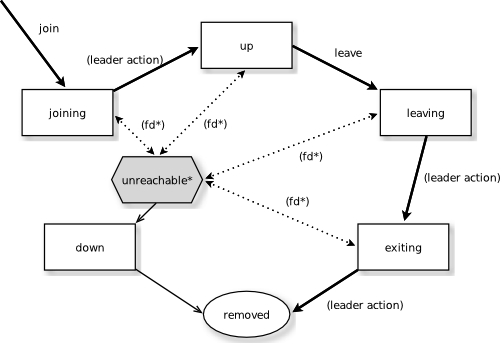 join
up
(leader action)
leave
joining
leaving
(fd*)
(fd*)
(fd*)
unreachable*
(leader action)
(fd*)
down
exiting
removed
(leader action)